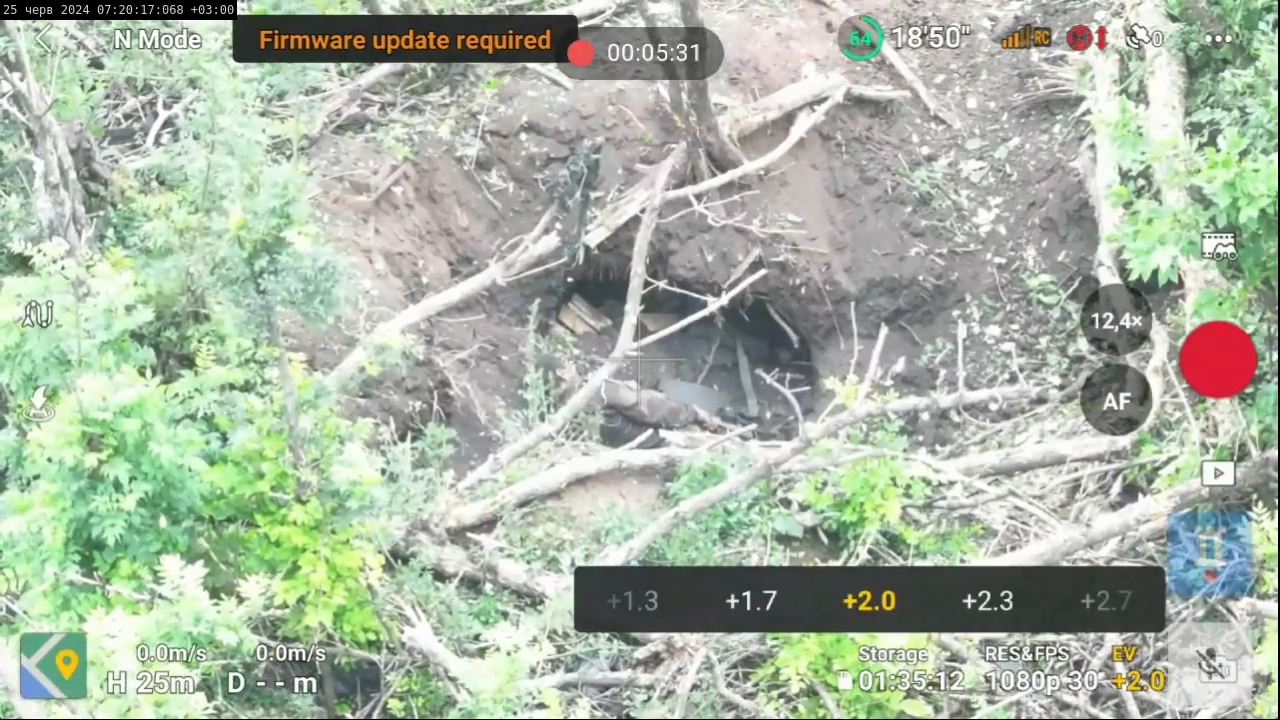 25 черв 2024 07:20:17:068 +03:00
N Mode
Firmware update required
00:05:31
64
18'50"
RC
0
12,4×
AF
+1.3 +1.7 +2.0 +2.3 +2.7
0.0m/s 0.0m/s
H 25m D - - m
Storage RES&FPS EV
01:35:12 1080p 30 +2.0